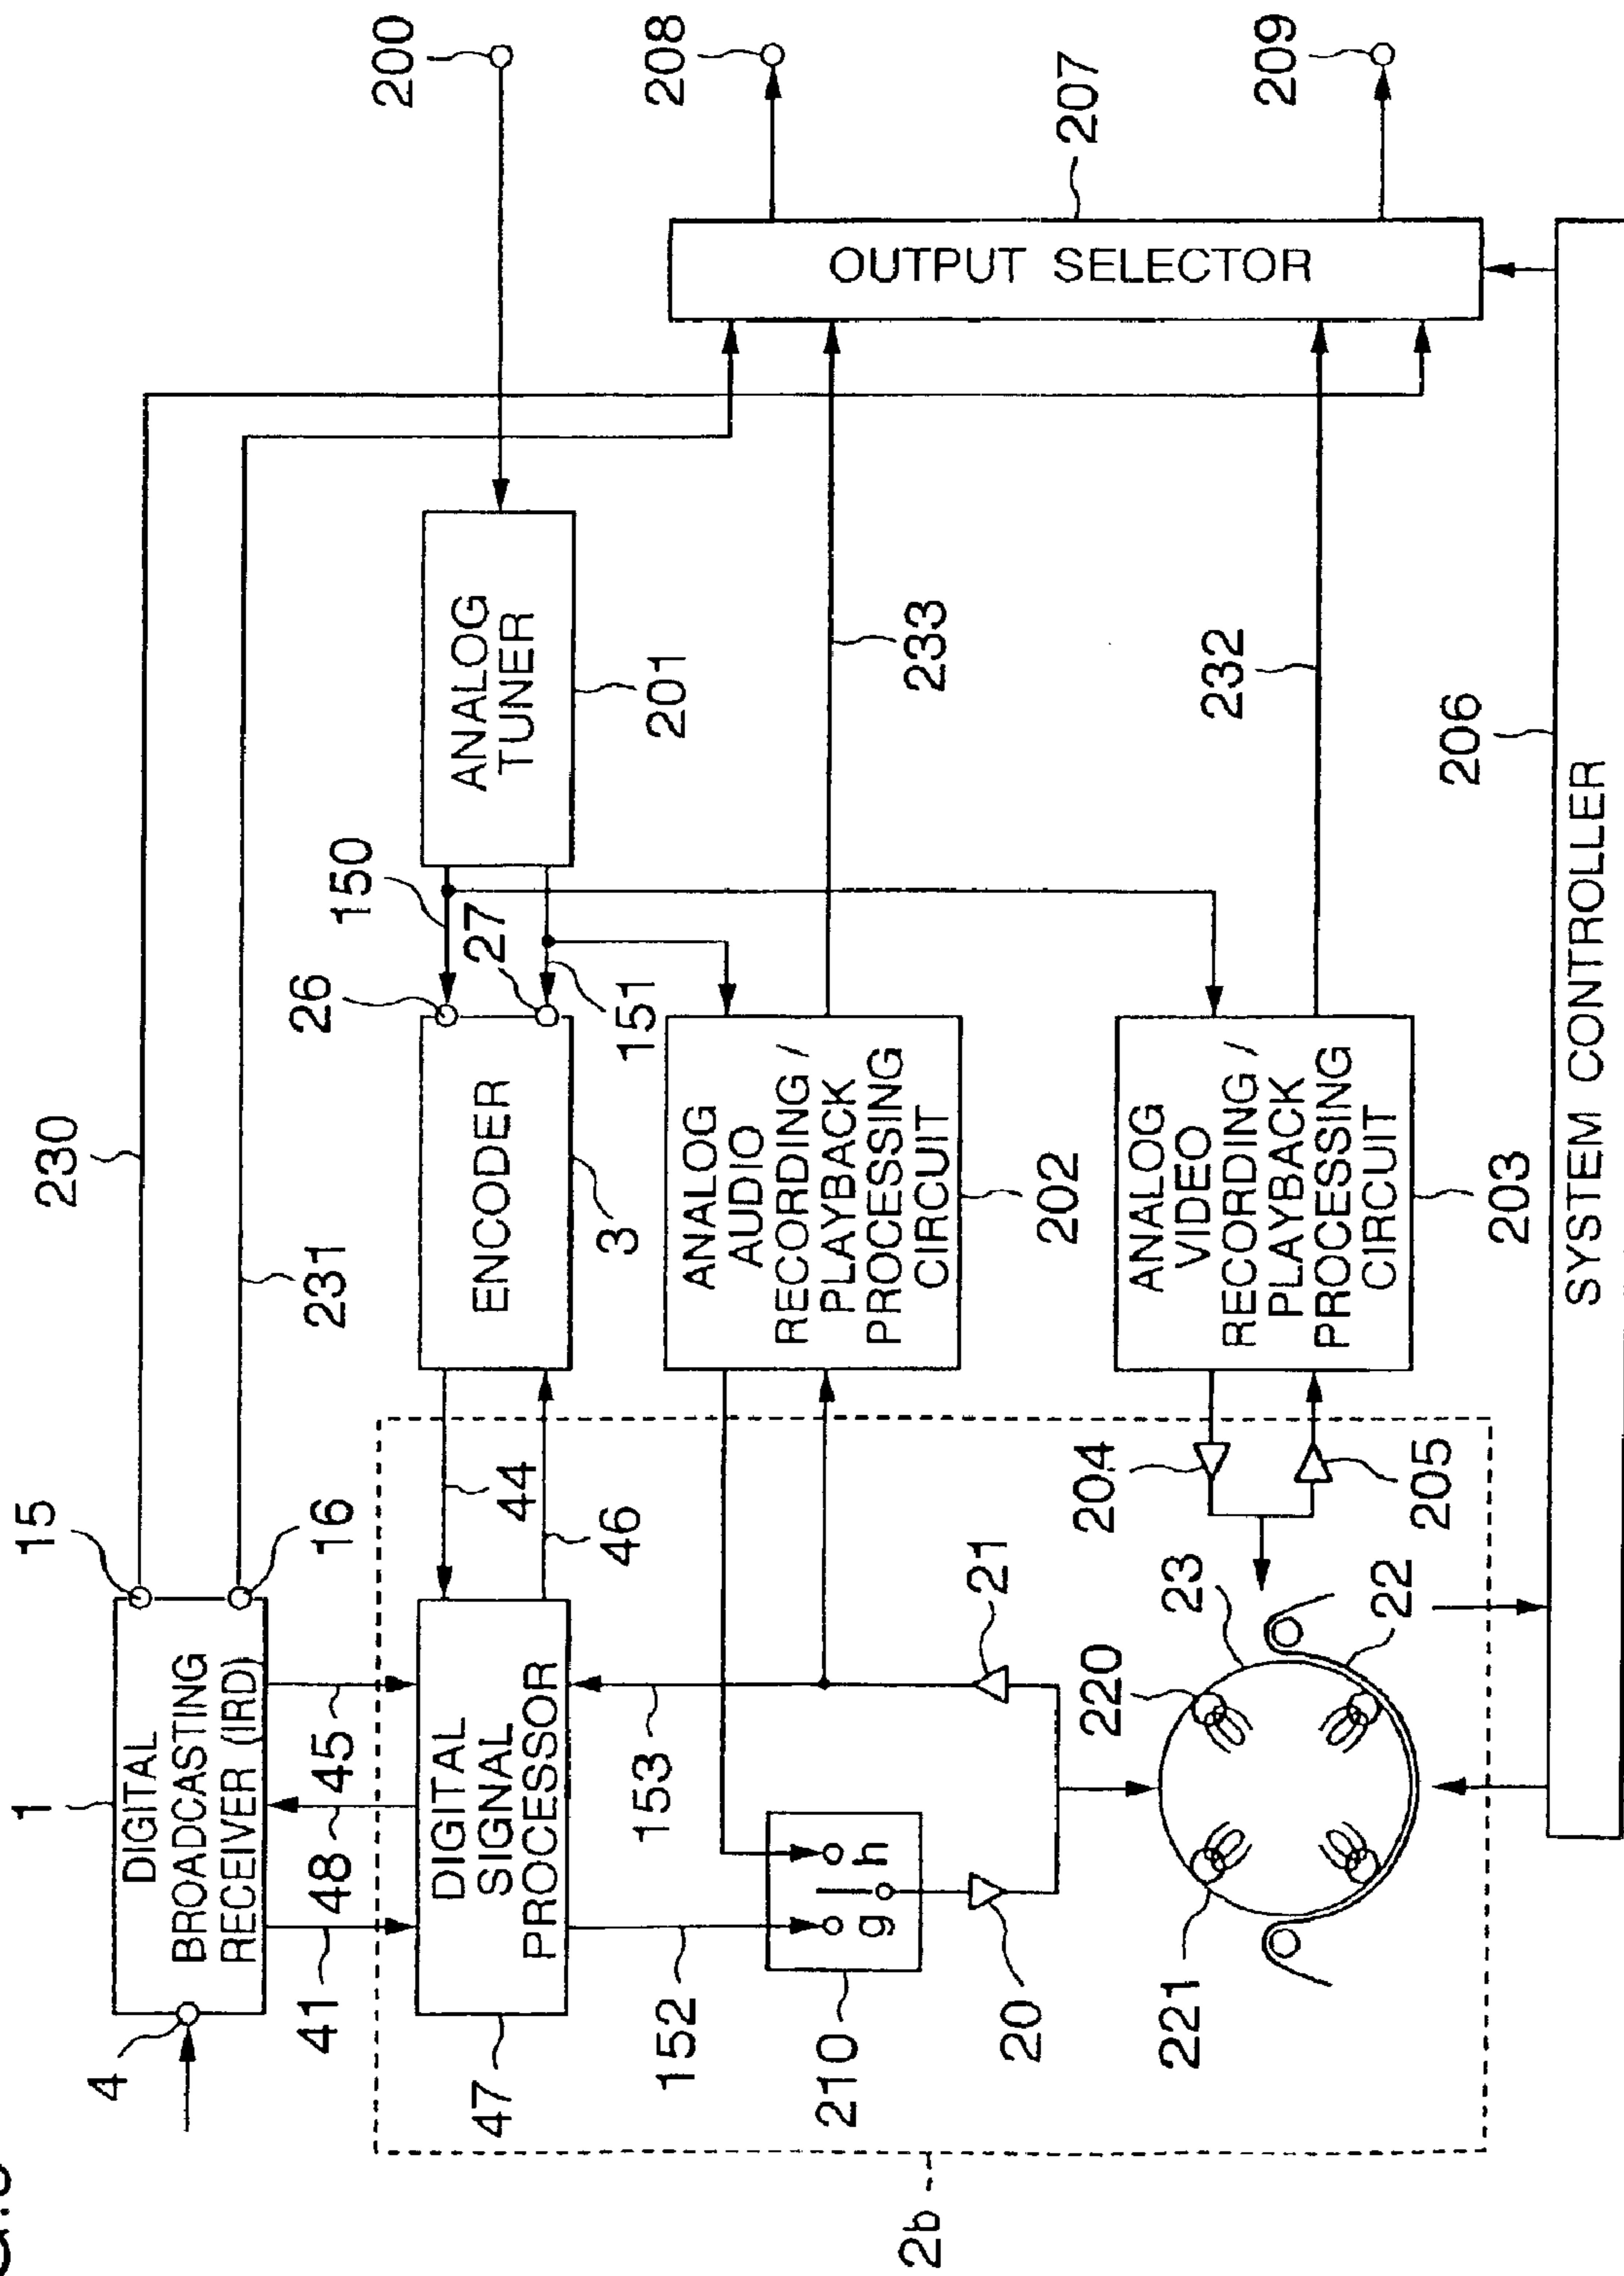 1
DIGITAL
BROADCASTING
RECEIVER (IRD)
4
15
16
230
231
41
48
45
47
DIGITAL
SIGNAL
PROCESSOR
44
46
ENCODER
3
26
27
150
151
ANALOG
TUNER
201
200
152
153
210
g
h
20
21
ANALOG
AUDIO
RECORDING /
PLAYBACK
PROCESSING
CIRCUIT
202
233
OUTPUT SELECTOR
207
208
209
221
220
23
22
204
205
ANALOG
VIDEO
RECORDING /
PLAYBACK
PROCESSING
CIRCUIT
203
232
2b
206
SYSTEM CONTROLLER